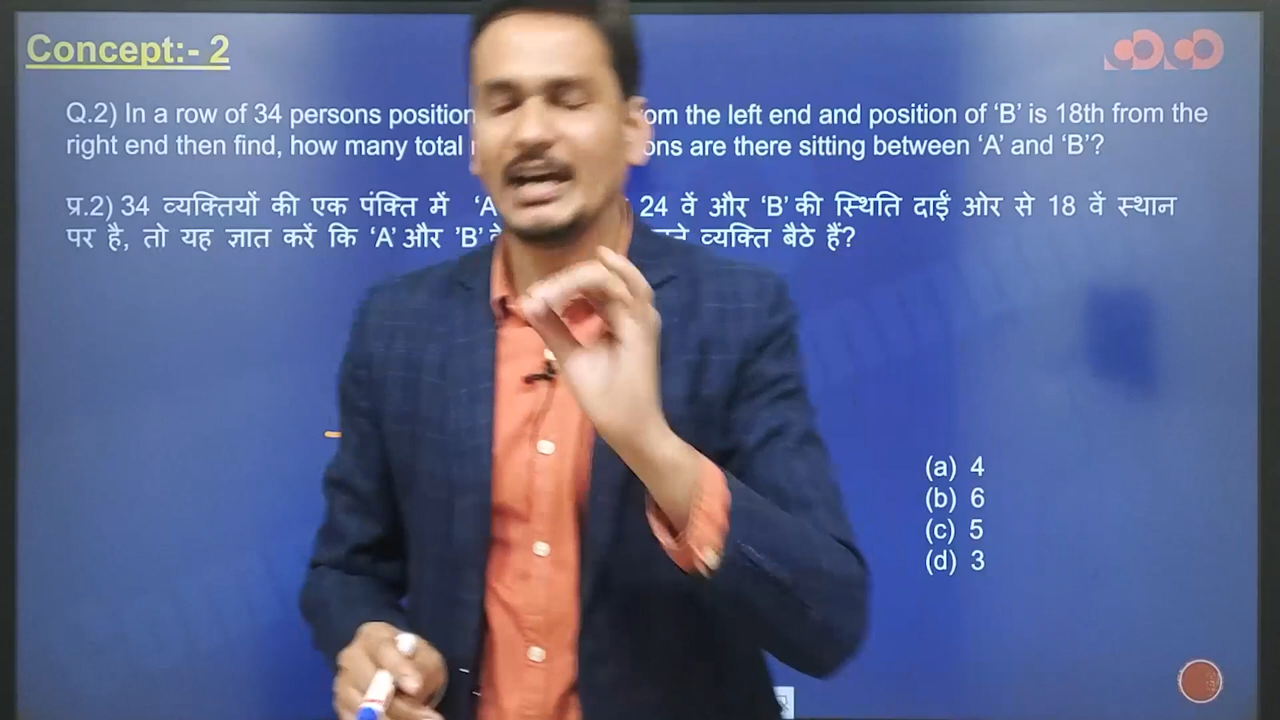 Concept:- 2
Q.2) In a row of 34 persons position om the left end and position of ‘B’ is 18th from the
right end then find, how many total ons are there sitting between ‘A’ and ‘B’?
प्र.2) 34 व्यक्तियों की एक पंक्ति में ‘A 24 वें और ‘B’ की स्थिति दाईं ओर से 18 वें स्थान
पर है, तो यह ज्ञात करें कि ‘A’ और ’B’ व्यक्ति बैठे हैं?
(a) 4
(b) 6
(c) 5
(d) 3